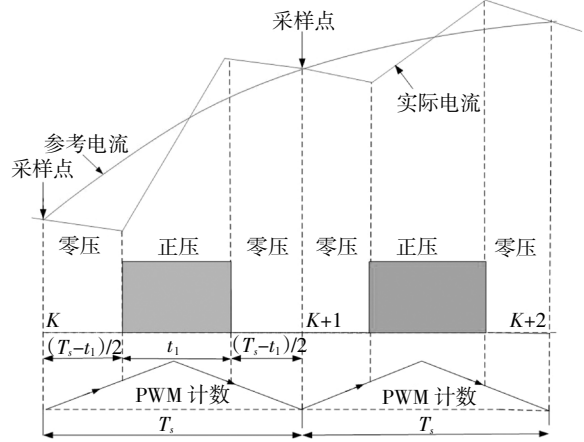 采样点
实际电流
参考电流
采样点
零压 正压 零压 零压 正压 零压
K K+1 K+2
(Ts-t1)/2 t1 (Ts-t1)/2
PWM 计数 PWM 计数
Ts Ts